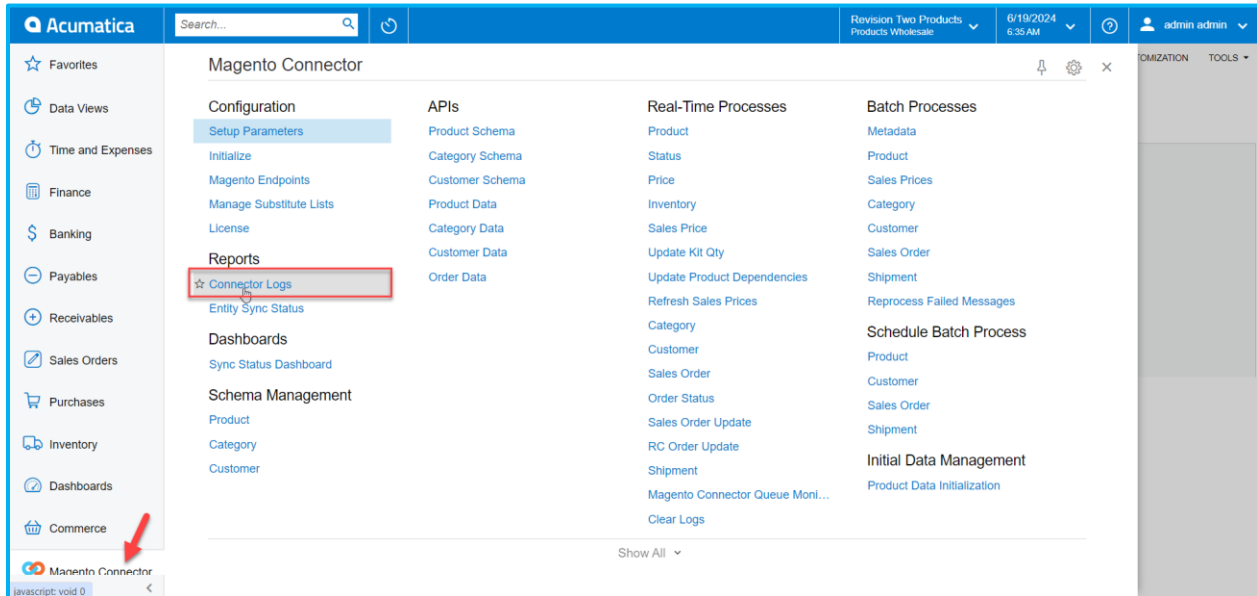 Acumatica
Search...
Revision Two Products
Products Wholesale
6/19/2024
6:35 AM
admin admin
TOMIZATION
TOOLS
Favorites
Data Views
Time and Expenses
Finance
Banking
Payables
Receivables
Sales Orders
Purchases
Inventory
Dashboards
Commerce
Magento Connector
javascript: void 0
Magento Connector
Configuration
Setup Parameters
Initialize
Magento Endpoints
Manage Substitute Lists
License
Reports
Connector Logs
Entity Sync Status
Dashboards
Sync Status Dashboard
Schema Management
Product
Category
Customer
APIs
Product Schema
Category Schema
Customer Schema
Product Data
Category Data
Customer Data
Order Data
Real-Time Processes
Product
Status
Price
Inventory
Sales Price
Update Kit Qty
Update Product Dependencies
Refresh Sales Prices
Category
Customer
Sales Order
Order Status
Sales Order Update
RC Order Update
Shipment
Magento Connector Queue Moni...
Clear Logs
Batch Processes
Metadata
Product
Sales Prices
Category
Customer
Sales Order
Shipment
Reprocess Failed Messages
Schedule Batch Process
Product
Customer
Sales Order
Shipment
Initial Data Management
Product Data Initialization
Show All